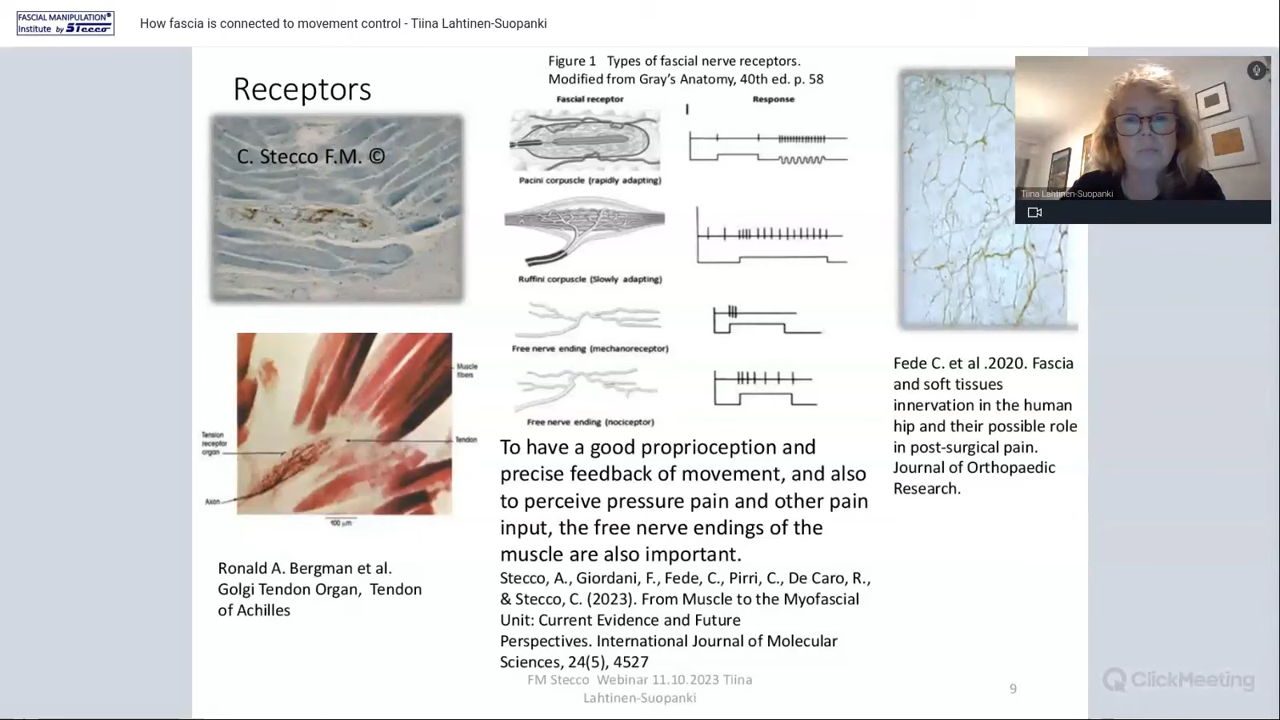 FASCIAL MANIPULATION®
Institute by Stecco
How fascia is connected to movement control - Tiina Lahtinen-Suopanki
Receptors
C. Stecco F.M. ©
Muscle
fibers
Tension
receptor
organ
Tendon
Axon
100 µm
Ronald A. Bergman et al.
Golgi Tendon Organ, Tendon
of Achilles
Figure 1 Types of fascial nerve receptors.
Modified from Gray's Anatomy, 40th ed. p. 58
Fascial receptor
Response
Pacini corpuscle (rapidly adapting)
Ruffini corpuscle (Slowly adapting)
Free nerve ending (mechanoreceptor)
Free nerve ending (nociceptor)
To have a good proprioception and
precise feedback of movement, and also
to perceive pressure pain and other pain
input, the free nerve endings of the
muscle are also important.
Stecco, A., Giordani, F., Fede, C., Pirri, C., De Caro, R.,
& Stecco, C. (2023). From Muscle to the Myofascial
Unit: Current Evidence and Future
Perspectives. International Journal of Molecular
Sciences, 24(5), 4527
Tiina Lahtinen-Suopanki
Fede C. et al .2020. Fascia
and soft tissues
innervation in the human
hip and their possible role
in post-surgical pain.
Journal of Orthopaedic
Research.
FM Stecco Webinar 11.10.2023 Tiina
Lahtinen-Suopanki
9
ClickMeeting